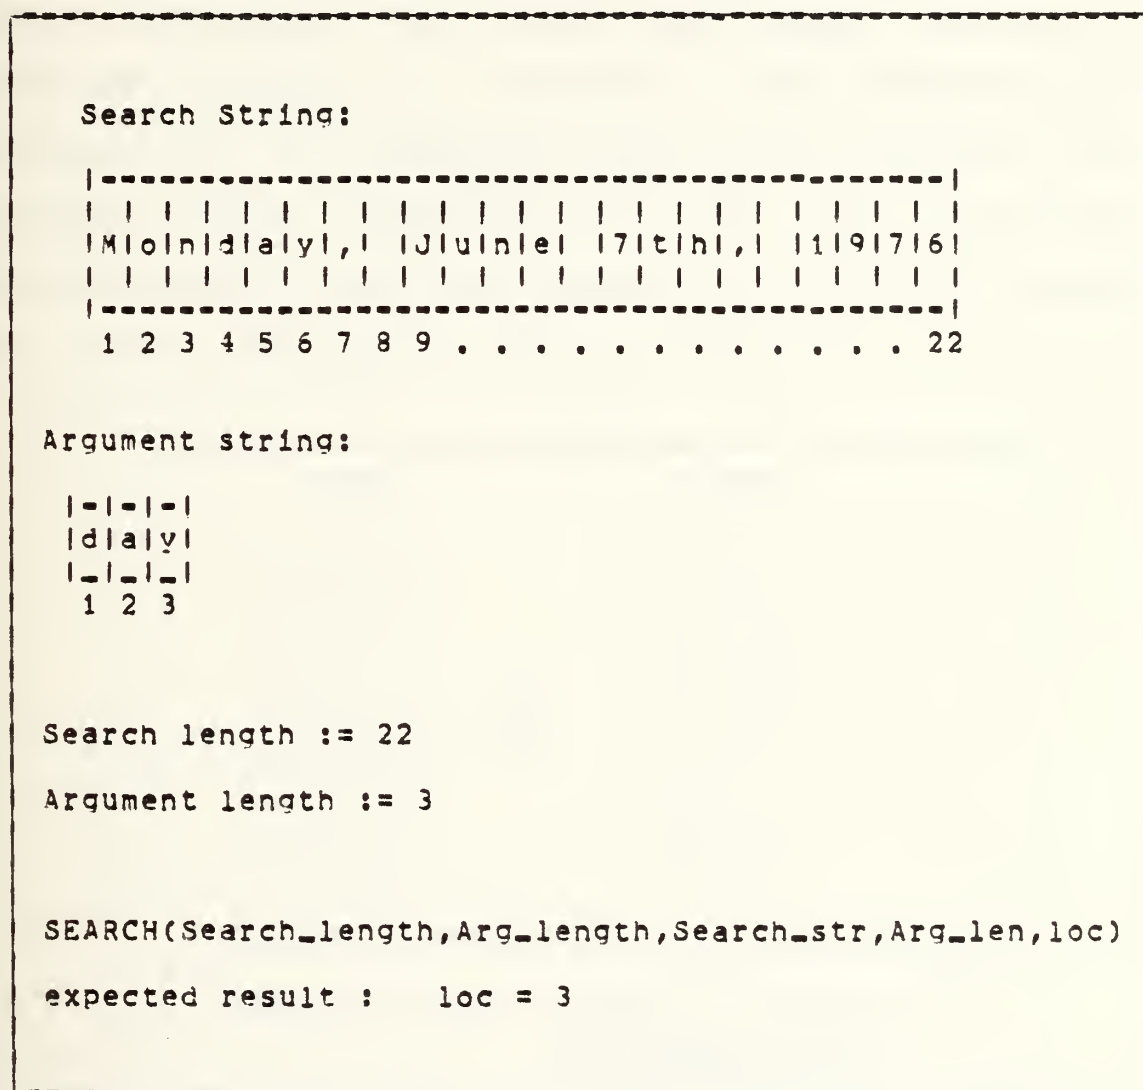 Search String:
|-------------------------------------------|
| | | | | | | | | | | | | | | | | | | | | | |
|M|o|n|d|a|y|,| |J|u|n|e| |7|t|h|,| |1|9|7|6|
| | | | | | | | | | | | | | | | | | | | | | |
|-------------------------------------------|
1 2 3 4 5 6 7 8 9 . . . . . . . . . . . . 22
Argument string:
|-|-|-|
|d|a|y|
|_|_|_|
1 2 3
Search length := 22
Argument length := 3
SEARCH(Search_length,Arg_length,Search_str,Arg_len,loc)
expected result : loc = 3